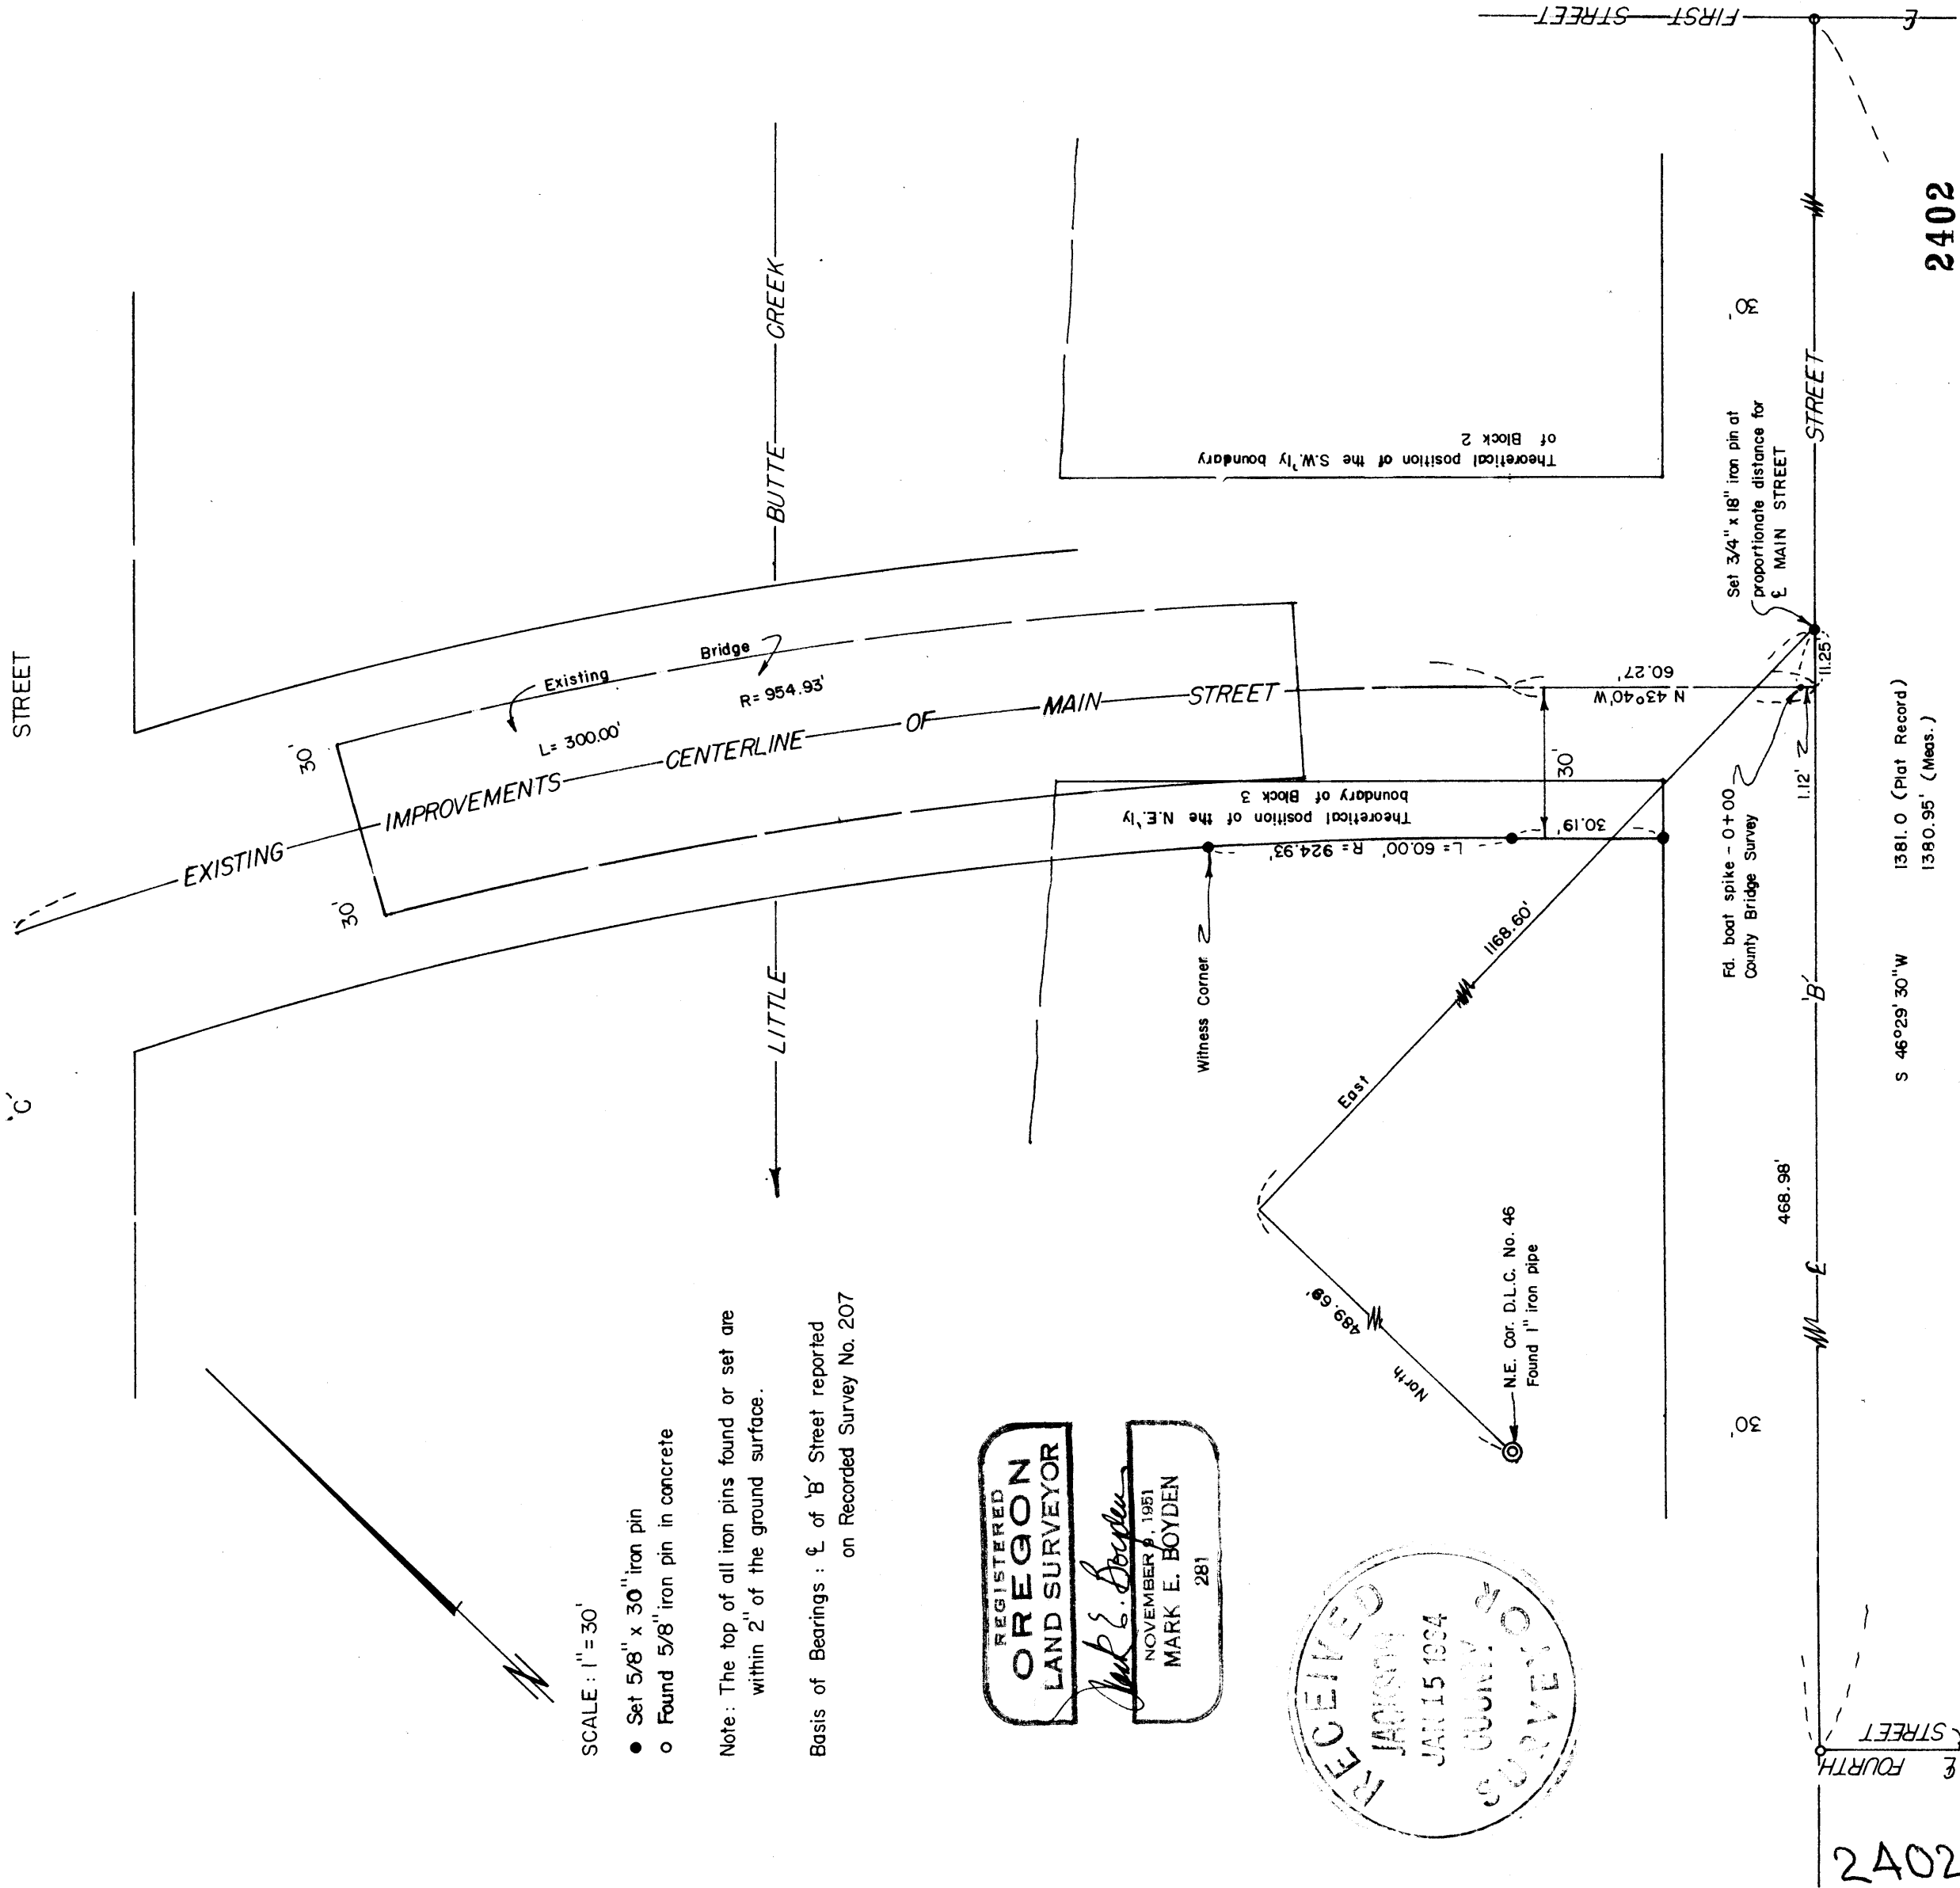 'C'
STREET
30'
30'
EXISTING IMPROVEMENTS CENTERLINE OF MAIN STREET
Existing Bridge
L= 300.00'
R= 954.93'
LITTLE BUTTE CREEK
SCALE: 1" = 30'
● Set 5/8" x 30" iron pin
○ Found 5/8" iron pin in concrete
Note: The top of all iron pins found or set are
within 2" of the ground surface.
Basis of Bearings: ℄ of 'B' Street reported
on Recorded Survey No. 207
Theoretical position of the N.E.'ly
boundary of Block 3
Theoretical position of the S.W.'ly boundary
of Block 2
Witness Corner
L = 60.00' R = 924.93'
30.19'
30'
N 43°40' W
60.27'
East
1168.60'
North
489.69'
N.E. Cor. D.L.C. No. 46
Found 1" iron pipe
REGISTERED
OREGON
LAND SURVEYOR
Mark E. Boyden
NOVEMBER 9, 1951
MARK E. BOYDEN
281
RECEIVED
JACKSON
JAN 15 1994
COUNTY
SURVEYOR
Fd. boat spike - 0+00
County Bridge Survey
1.12'
11.25'
Set 3/4" x 18" iron pin at
proportionate distance for
℄ MAIN STREET
30'
30'
468.98'
℄ 'B' STREET
S 46°29'30"W
1381.0 (Plat Record)
1380.95' (Meas.)
℄ FIRST STREET
℄ FOURTH STREET
2402
2402